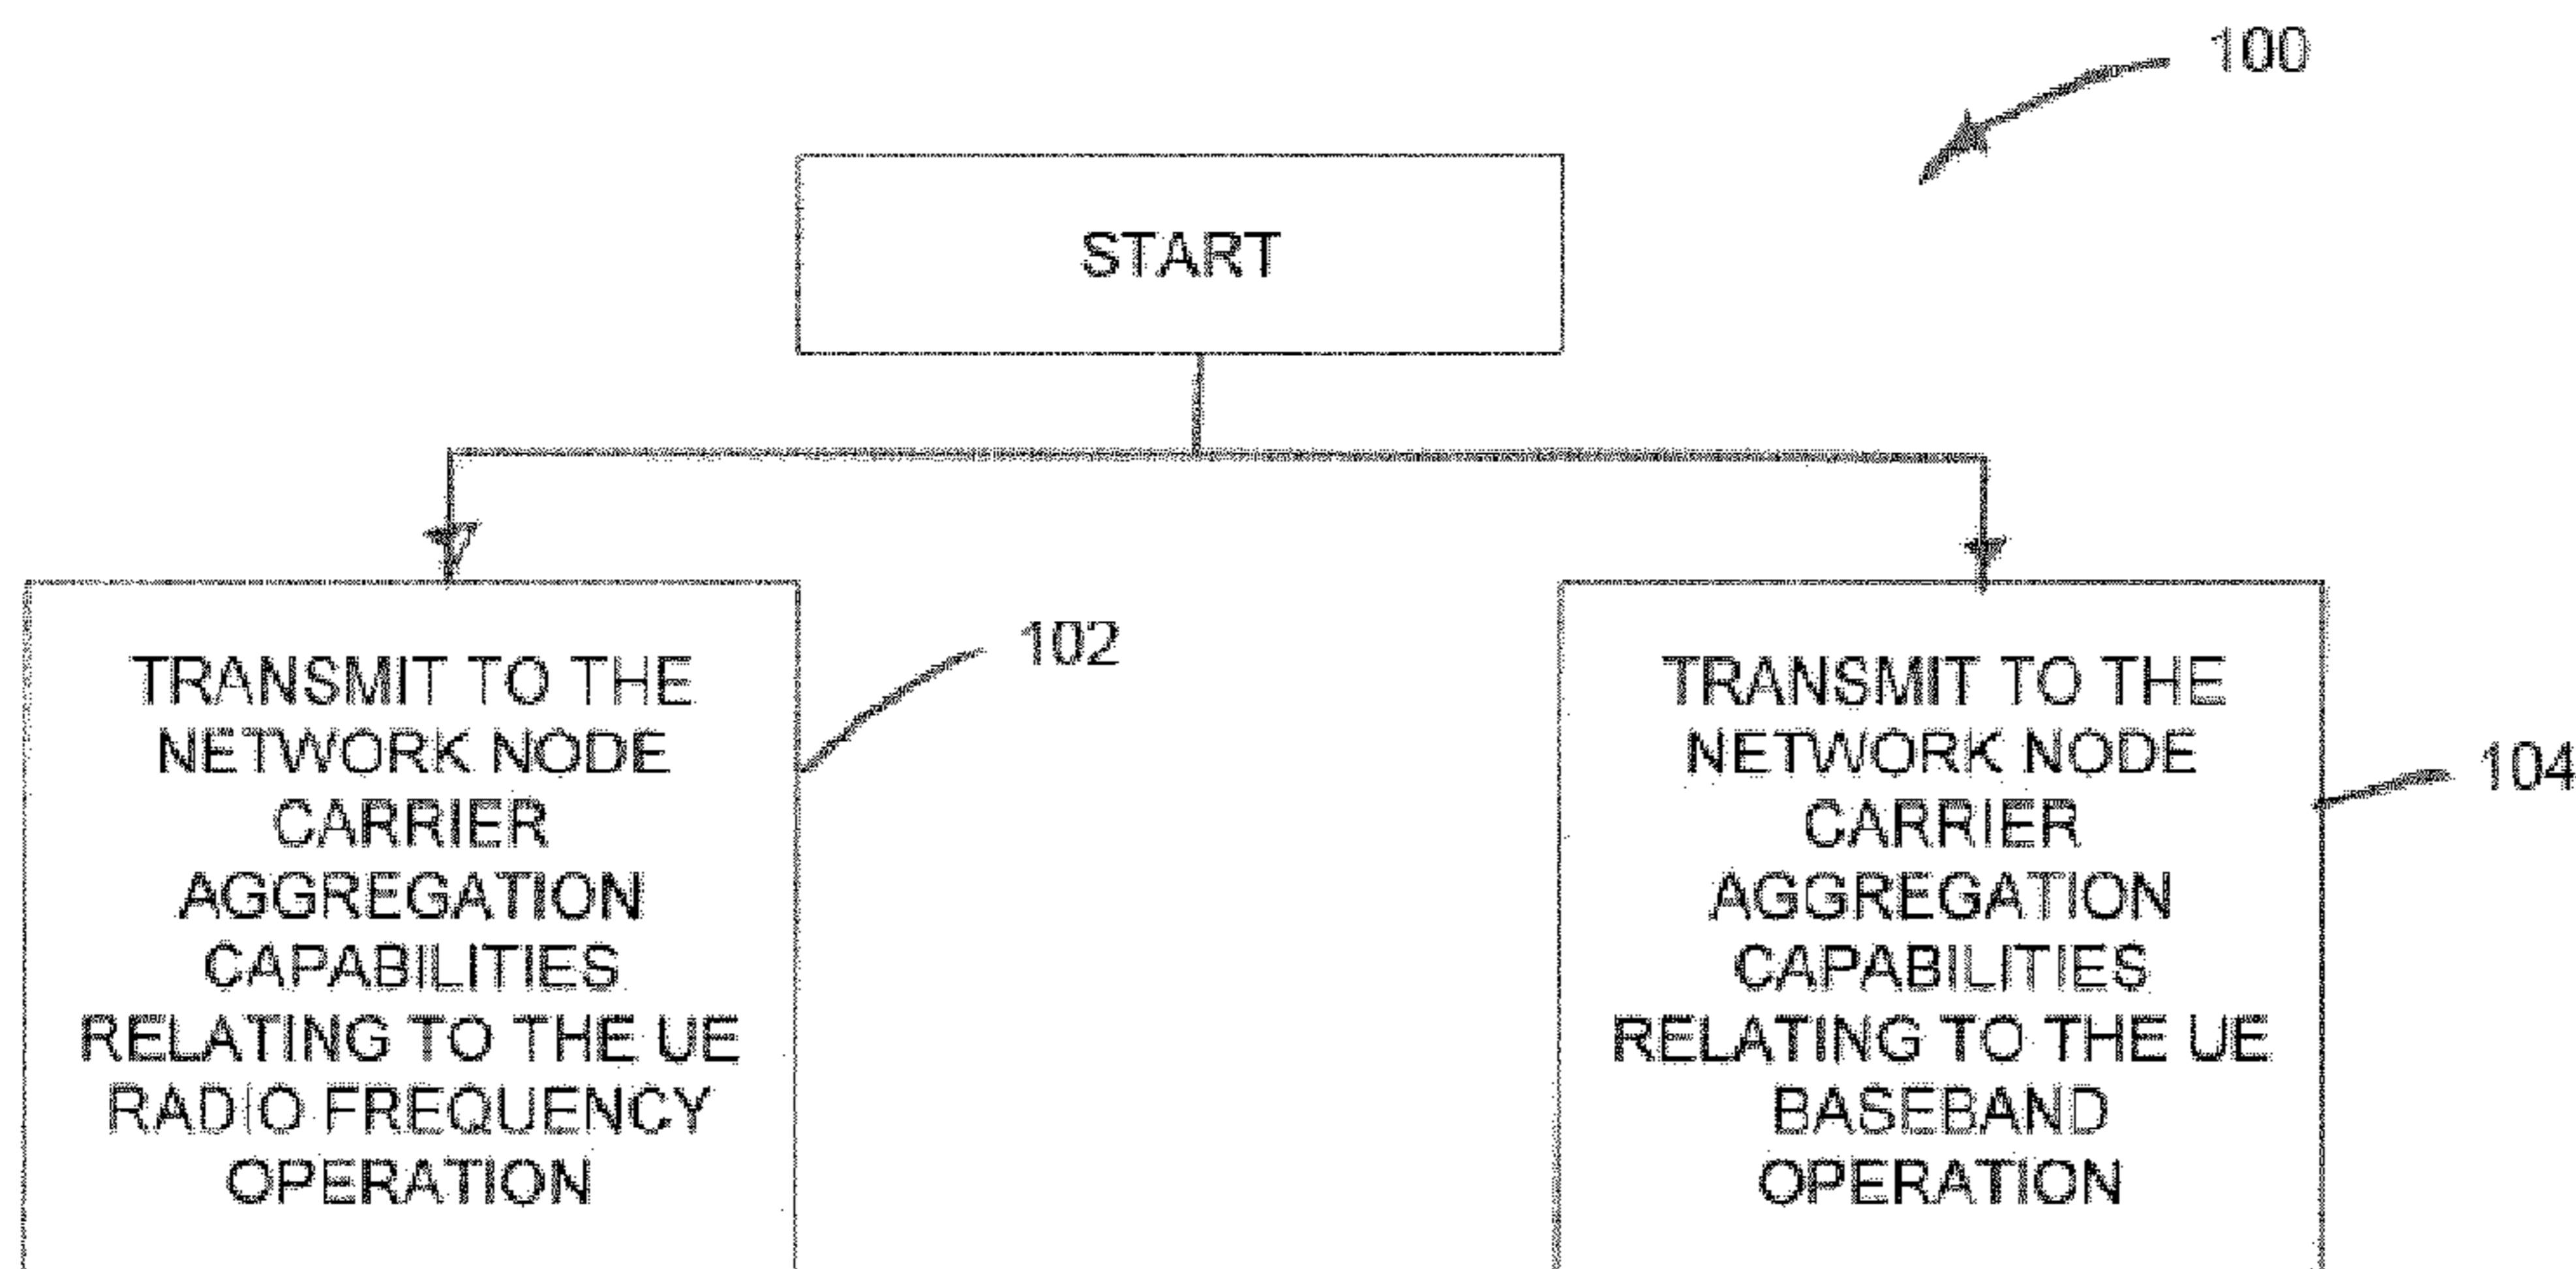 100
START
102
TRANSMIT TO THE
NETWORK NODE
CARRIER
AGGREGATION
CAPABILITIES
RELATING TO THE UE
RADIO FREQUENCY
OPERATION
104
TRANSMIT TO THE
NETWORK NODE
CARRIER
AGGREGATION
CAPABILITIES
RELATING TO THE UE
BASEBAND
OPERATION